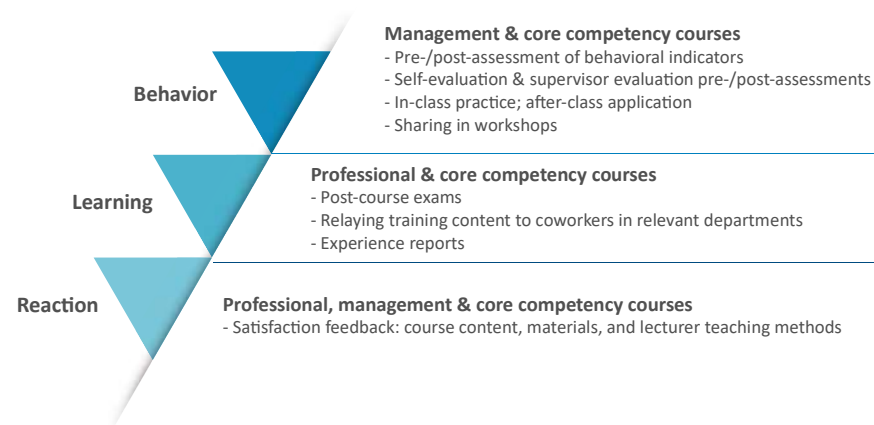 Behavior
Management & core competency courses
- Pre-/post-assessment of behavioral indicators
- Self-evaluation & supervisor evaluation pre-/post-assessments
- In-class practice; after-class application
- Sharing in workshops
Learning
Professional & core competency courses
- Post-course exams
- Relaying training content to coworkers in relevant departments
- Experience reports
Reaction
Professional, management & core competency courses
- Satisfaction feedback: course content, materials, and lecturer teaching methods